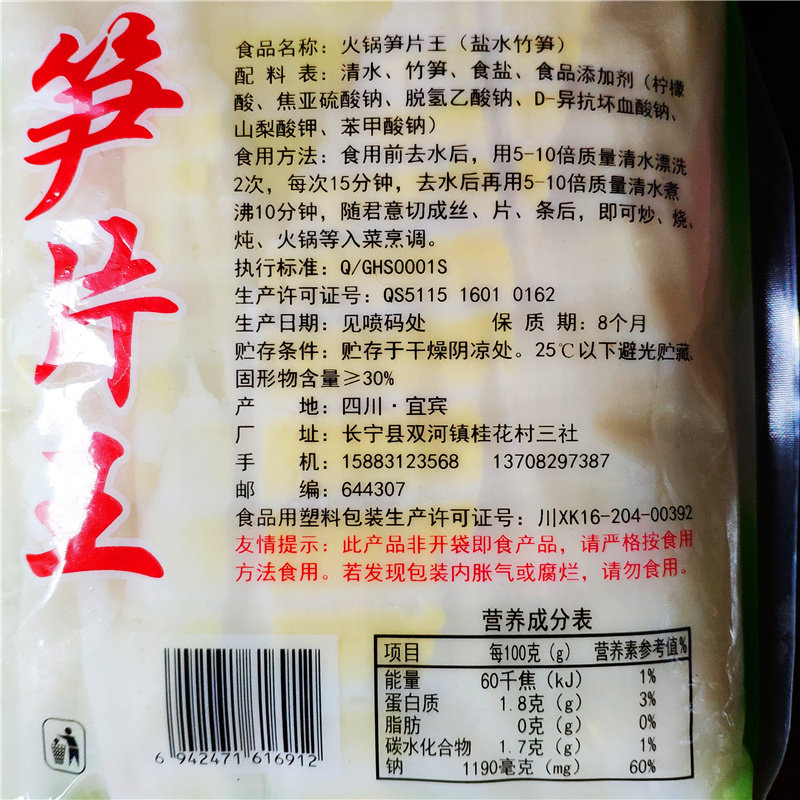 笋片王
食品名称：火锅笋片王（盐水竹笋）
配 料 表：清水、竹笋、食盐、食品添加剂（柠檬
酸、焦亚硫酸钠、脱氢乙酸钠、D-异抗坏血酸钠、
山梨酸钾、苯甲酸钠）
食用方法：食用前去水后，用5-10倍质量清水漂洗
2次，每次15分钟，去水后再用5-10倍质量清水煮
沸10分钟，随君意切成丝、片、条后，即可炒、烧、
炖、火锅等入菜烹调。
执行标准：Q/GHS0001S
生产许可证号：QS5115 1601 0162
生产日期：见喷码处 保 质 期：8个月
贮存条件：贮存于干燥阴凉处。25℃以下避光贮藏。
固形物含量≥30%
产 地：四川·宜宾
厂 址：长宁县双河镇桂花村三社
手 机：15883123568 13708297387
邮 编：644307
食品用塑料包装生产许可证号：川XK16-204-00392
友情提示：此产品非开袋即食产品，请严格按食用
方法食用。若发现包装内胀气或腐烂，请勿食用。
营养成分表
项目 每100克（g） 营养素参考值%
能量 60千焦（kJ） 1%
蛋白质 1.8克（g） 3%
脂肪 0克（g） 0%
碳水化合物 1.7克（g） 1%
钠 1190毫克（mg） 60%
6 942471 616912